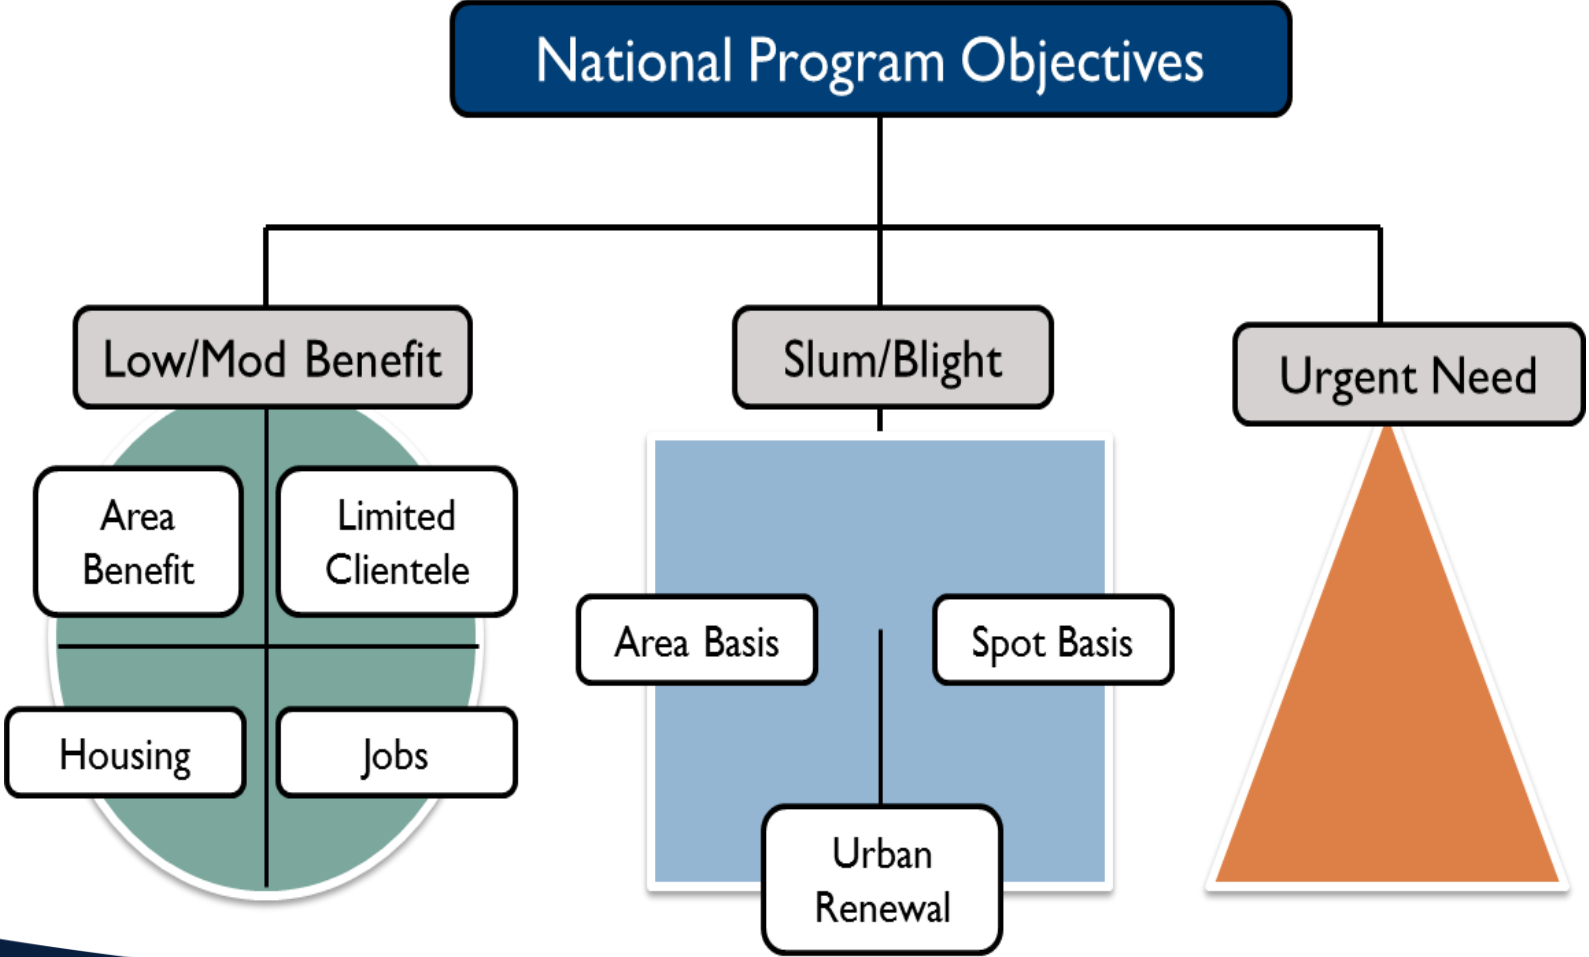 National Program Objectives
Low/Mod Benefit
Slum/Blight
Urgent Need
Area
Benefit
Limited
Clientele
Area Basis
Spot Basis
Housing
Jobs
Urban
Renewal